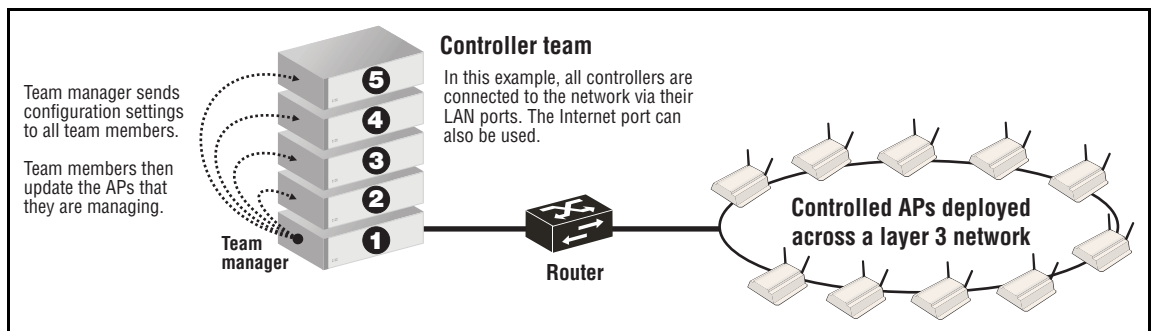 Controller team
In this example, all controllers are
connected to the network via their
LAN ports. The Internet port can
also be used.
Team manager sends
configuration settings
to all team members.
Team members then
update the APs that
they are managing.
5
4
3
2
1
Team
manager
Router
Controlled APs deployed
across a layer 3 network